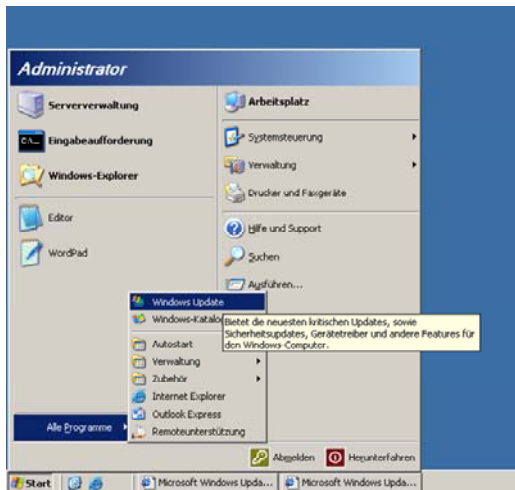 Administrator
Serververwaltung
Eingabeaufforderung
Windows-Explorer
Editor
WordPad
Arbeitsplatz
Systemsteuerung
Verwaltung
Drucker und Faxgeräte
Hilfe und Support
Suchen
Ausführen...
Windows Update
Windows-Katalo
Autostart
Verwaltung
Zubehör
Internet Explorer
Outlook Express
Remoteunterstützung
Bietet die neuesten kritischen Updates, sowie
Sicherheitsupdates, Gerätetreiber und andere Features für
den Windows-Computer.
Alle Programme
Abmelden
Herunterfahren
Start
Microsoft Windows Upda...
Microsoft Windows Upda...